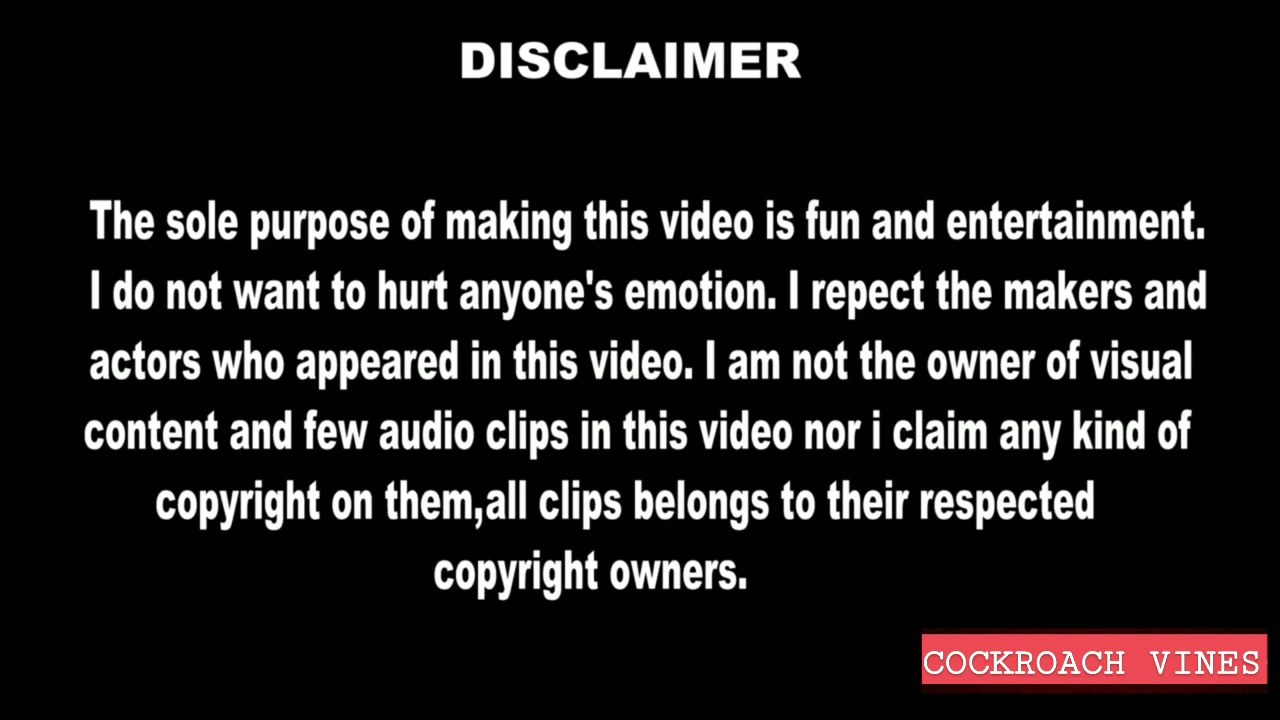 DISCLAIMER
The sole purpose of making this video is fun and entertainment.
I do not want to hurt anyone's emotion. I repect the makers and
actors who appeared in this video. I am not the owner of visual
content and few audio clips in this video nor i claim any kind of
copyright on them,all clips belongs to their respected
copyright owners.
COCKROACH VINES